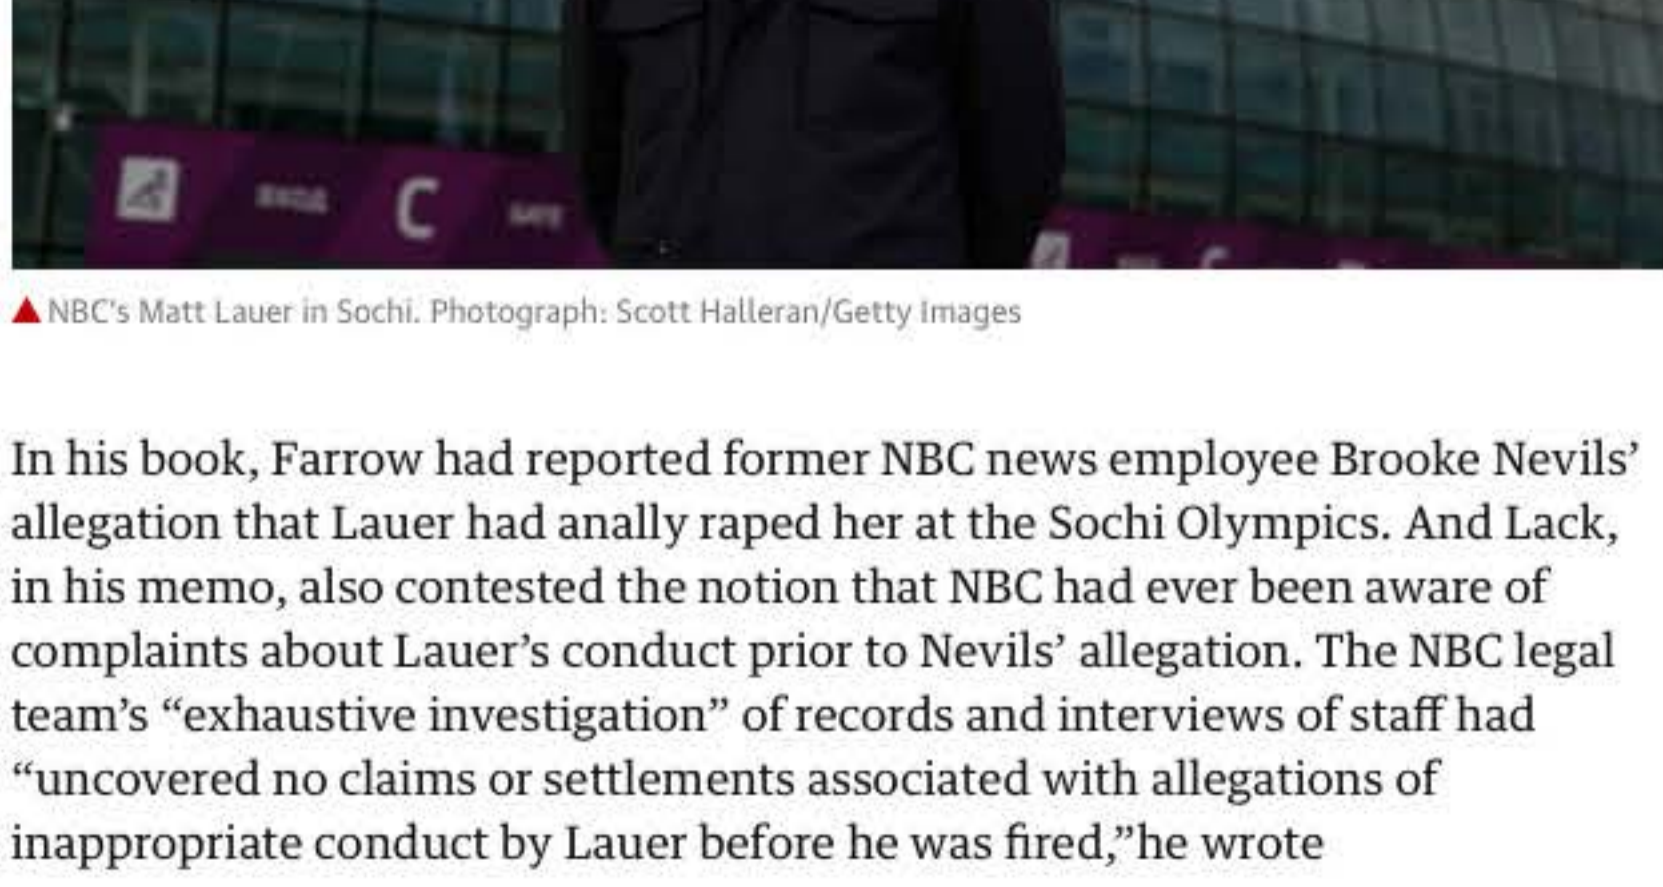 C
GATE
▲ NBC's Matt Lauer in Sochi. Photograph: Scott Halleran/Getty Images
In his book, Farrow had reported former NBC news employee Brooke Nevils’
allegation that Lauer had anally raped her at the Sochi Olympics. And Lack,
in his memo, also contested the notion that NBC had ever been aware of
complaints about Lauer’s conduct prior to Nevils’ allegation. The NBC legal
team’s “exhaustive investigation” of records and interviews of staff had
“uncovered no claims or settlements associated with allegations of
inappropriate conduct by Lauer before he was fired,”he wrote